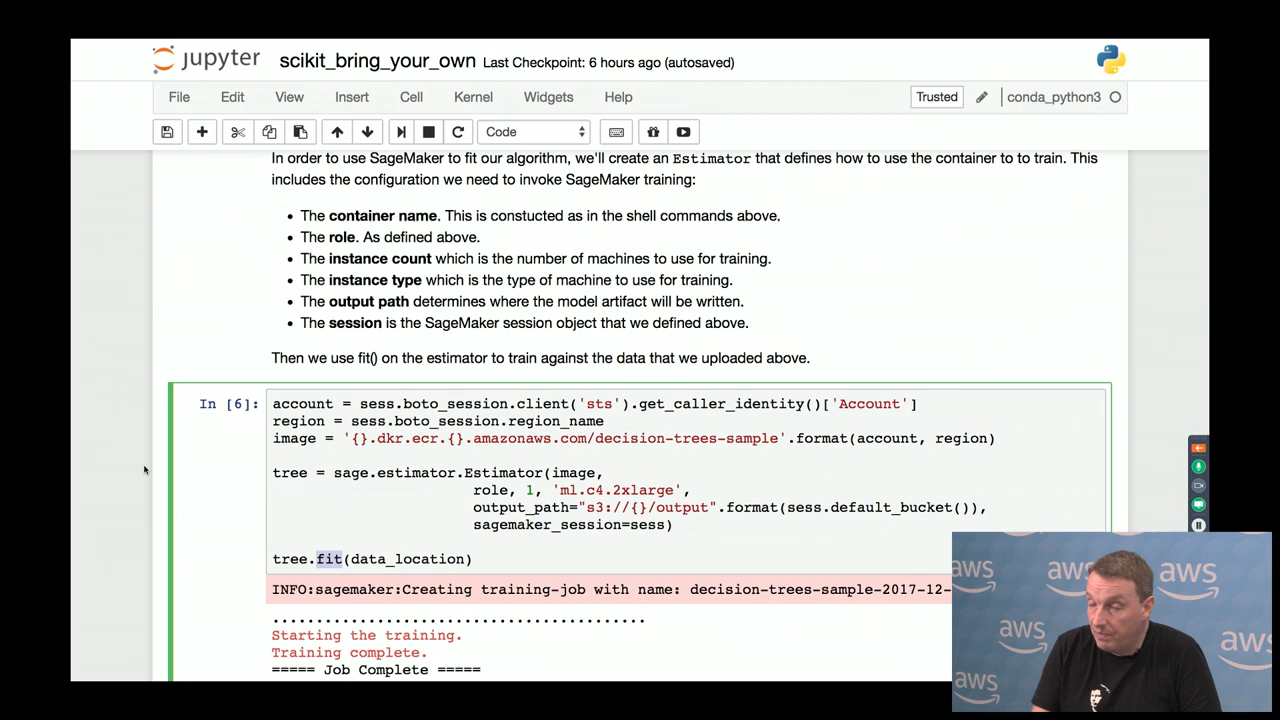 jupyter scikit_bring_your_own Last Checkpoint: 6 hours ago (autosaved)
File Edit View Insert Cell Kernel Widgets Help Trusted conda_python3
Code
In order to use SageMaker to fit our algorithm, we'll create an Estimator that defines how to use the container to to train. This
includes the configuration we need to invoke SageMaker training:
• The container name. This is constucted as in the shell commands above.
• The role. As defined above.
• The instance count which is the number of machines to use for training.
• The instance type which is the type of machine to use for training.
• The output path determines where the model artifact will be written.
• The session is the SageMaker session object that we defined above.
Then we use fit() on the estimator to train against the data that we uploaded above.
In [6]: account = sess.boto_session.client('sts').get_caller_identity()['Account']
region = sess.boto_session.region_name
image = '{}.dkr.ecr.{}.amazonaws.com/decision-trees-sample'.format(account, region)
tree = sage.estimator.Estimator(image,
role, 1, 'ml.c4.2xlarge',
output_path="s3://{}/output".format(sess.default_bucket()),
sagemaker_session=sess)
tree.fit(data_location)
INFO:sagemaker:Creating training-job with name: decision-trees-sample-2017-12-
...........................................
Starting the training.
Training complete.
===== Job Complete =====
aws aws
aws aws
aws